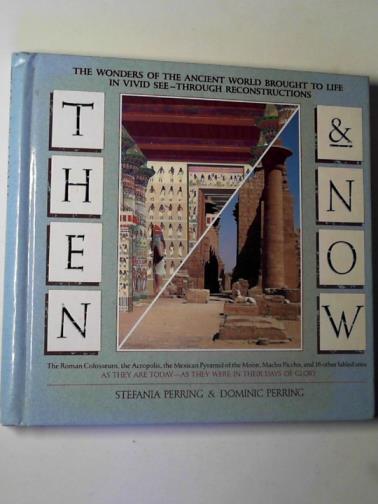 THE WONDERS OF THE ANCIENT WORLD BROUGHT TO LIFE
IN VIVID SEE-THROUGH RECONSTRUCTIONS
THEN
& NOW
The Roman Colosseum, the Acropolis, the Mexican Pyramid of the Moon, Machu Picchu, and 16 other fabled sites
AS THEY ARE TODAY—AS THEY WERE IN THEIR DAYS OF GLORY
STEFANIA PERRING & DOMINIC PERRING